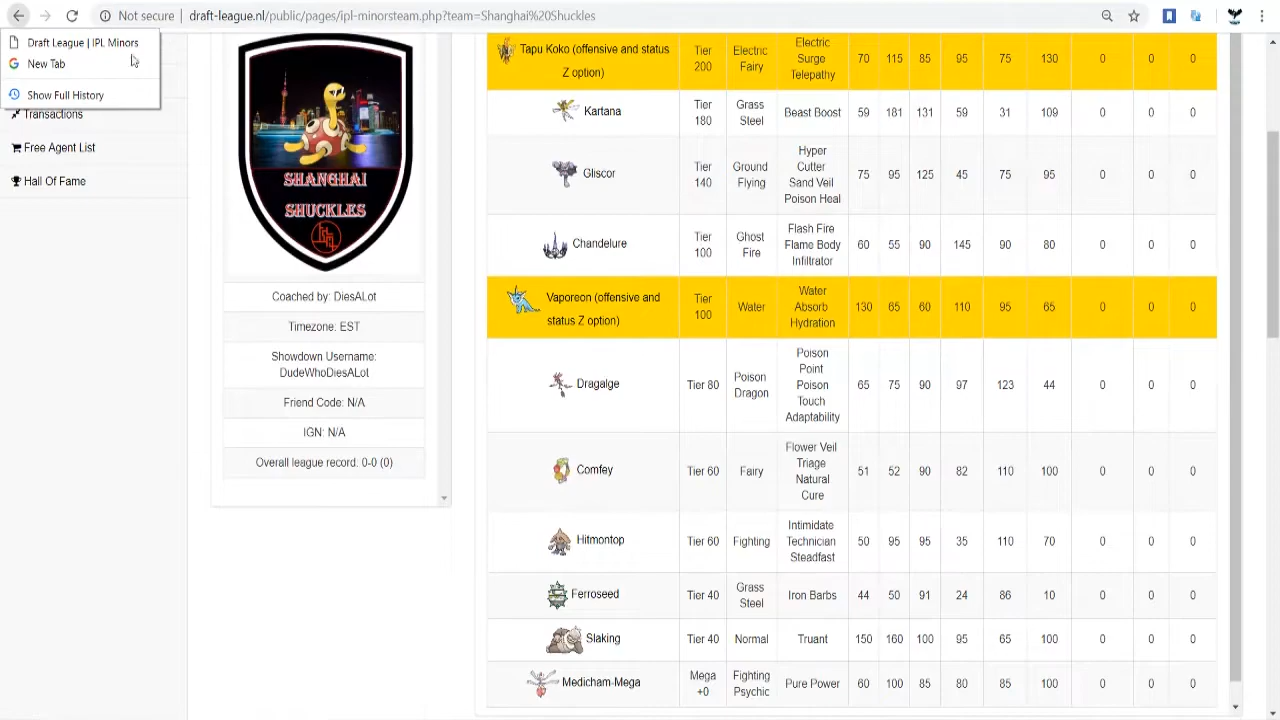 Not secure | draft-league.nl/public/pages/ipl-minorsteam.php?team=Shanghai%20Shuckles
Draft League | IPL Minors
New Tab
Show Full History
Transactions
Free Agent List
Hall Of Fame
SHANGHAI
SHUCKLES
Coached by: DiesALot
Timezone: EST
Showdown Username:
DudeWhoDiesALot
Friend Code: N/A
IGN: N/A
Overall league record: 0-0 (0)
Tapu Koko (offensive and status Z option) Tier 200 Electric Fairy Electric Surge Telepathy 70 115 85 95 75 130 0 0 0
Kartana Tier 180 Grass Steel Beast Boost 59 181 131 59 31 109 0 0 0
Gliscor Tier 140 Ground Flying Hyper Cutter Sand Veil Poison Heal 75 95 125 45 75 95 0 0 0
Chandelure Tier 100 Ghost Fire Flash Fire Flame Body Infiltrator 60 55 90 145 90 80 0 0 0
Vaporeon (offensive and status Z option) Tier 100 Water Water Absorb Hydration 130 65 60 110 95 65 0 0 0
Dragalge Tier 80 Poison Dragon Poison Point Poison Touch Adaptability 65 75 90 97 123 44 0 0 0
Comfey Tier 60 Fairy Flower Veil Triage Natural Cure 51 52 90 82 110 100 0 0 0
Hitmontop Tier 60 Fighting Intimidate Technician Steadfast 50 95 95 35 110 70 0 0 0
Ferroseed Tier 40 Grass Steel Iron Barbs 44 50 91 24 86 10 0 0 0
Slaking Tier 40 Normal Truant 150 160 100 95 65 100 0 0 0
Medicham-Mega Mega +0 Fighting Psychic Pure Power 60 100 85 80 85 100 0 0 0